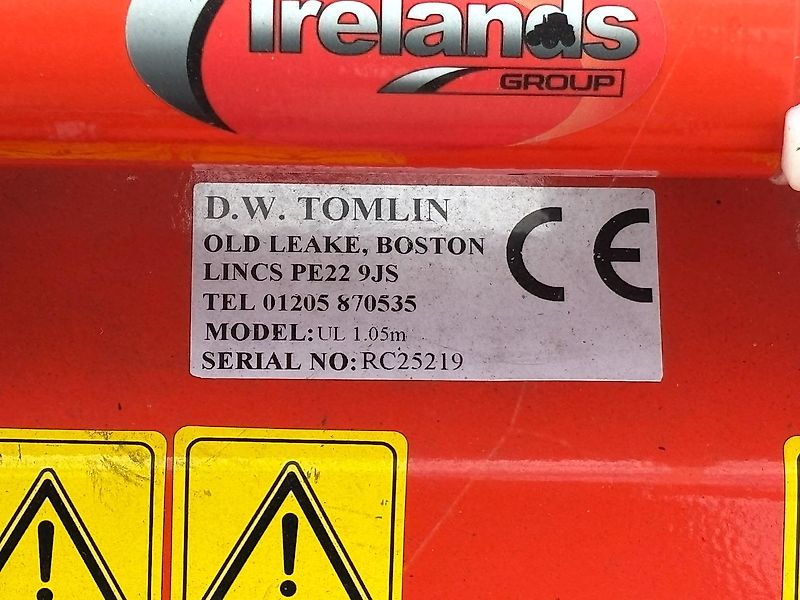 Irelands
GROUP
D.W. TOMLIN
OLD LEAKE, BOSTON
LINCS PE22 9JS
TEL 01205 870535
MODEL: UL 1.05m
SERIAL NO: RC25219
CE